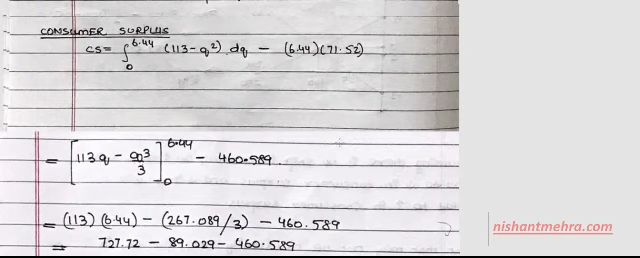 CONSUMER SURPLUS
CS = ∫₀^6.44 (113 - q²) dq - (6.44)(71.52)
= [113q - q³/3]₀^6.44 - 460.589
= (113)(6.44) - (267.089/3) - 460.589
= 727.72 - 89.029 - 460.589
nishantmehra.com